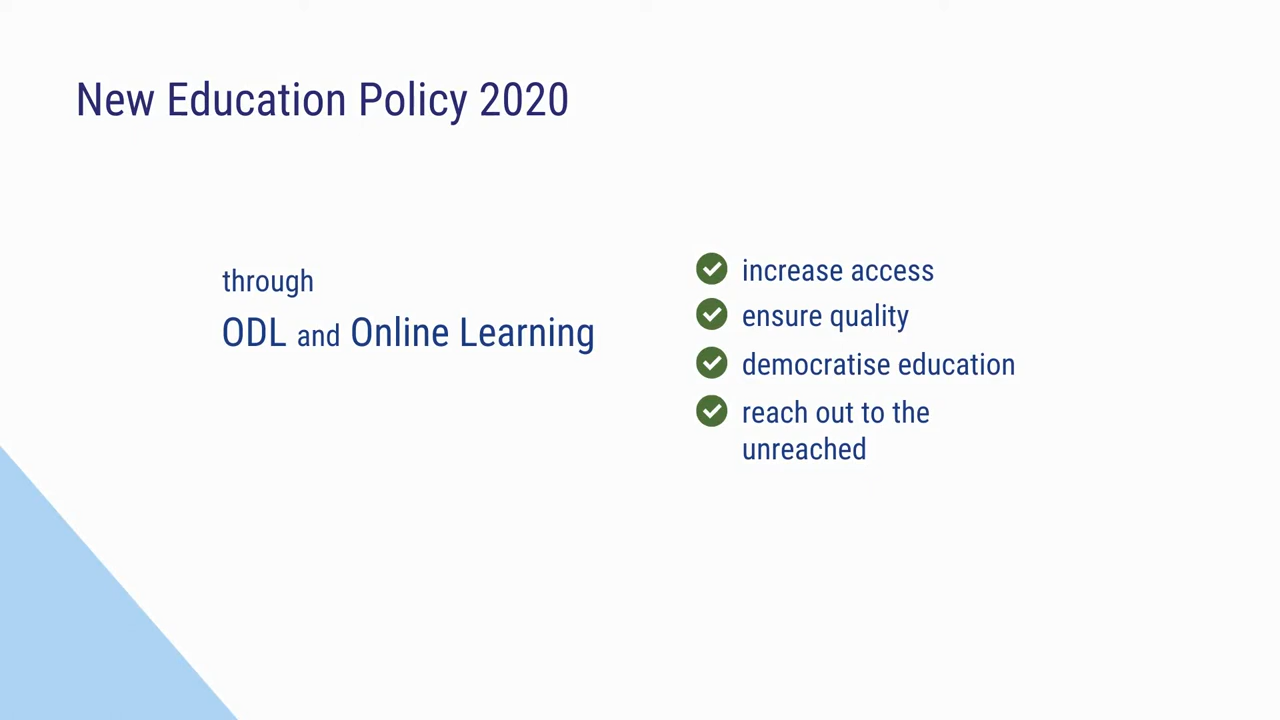 New Education Policy 2020
through
ODL and Online Learning
increase access
ensure quality
democratise education
reach out to the
unreached